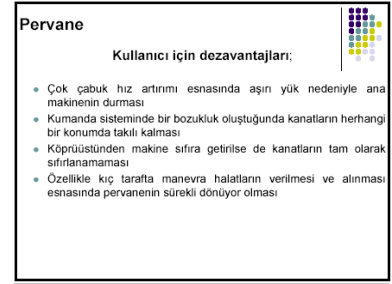 Pervane
Kullanıcı için dezavantajları;
Çok çabuk hız artırımı esnasında aşırı yük nedeniyle ana
makinenin durması
Kumanda sisteminde bir bozukluk oluştuğunda kanatların herhangi
bir konumda takılı kalması
Köprüüstünden makine sıfıra getirilse de kanatların tam olarak
sıfırlanamaması
Özellikle kıç tarafta manevra halatların verilmesi ve alınması
esnasında pervanenin sürekli dönüyor olması